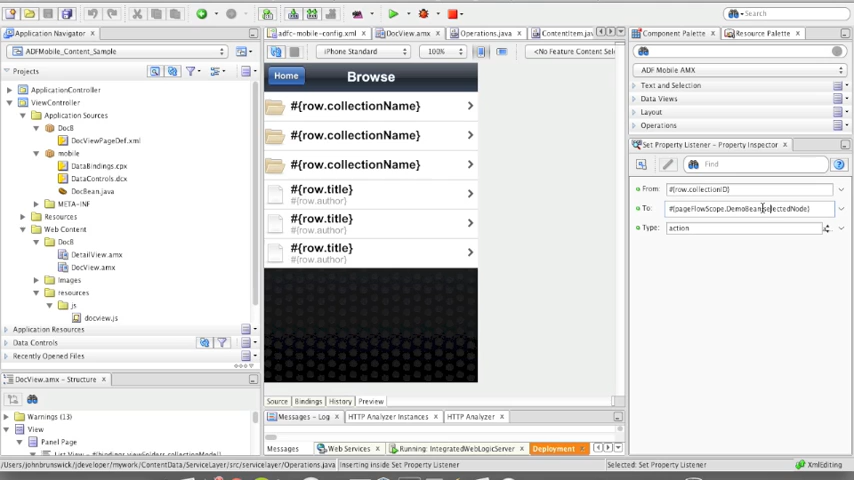 Search
Application Navigator
adfc-mobile-config.xml
DocView.amx
Operations.java
ContentItem.java
Component Palette
Resource Palette
ADFMobile_Content_Sample
iPhone Standard
100%
<No Feature Content Sel
Projects
ADF Mobile AMX
ApplicationController
ViewController
Application Sources
DocB
DocViewPageDef.xml
mobile
DataBindings.cpx
DataControls.dcx
DocBean.java
META-INF
Resources
Web Content
DocB
DetailView.amx
DocView.amx
Images
resources
js
docview.js
Application Resources
Data Controls
Recently Opened Files
DocView.amx - Structure
Warnings (13)
View
Panel Page
Home
Browse
#{row.collectionName}
#{row.collectionName}
#{row.collectionName}
#{row.title}
#{row.author}
#{row.title}
#{row.author}
#{row.title}
#{row.author}
Source
Bindings
History
Preview
Messages - Log
HTTP Analyzer Instances
HTTP Analyzer
Messages
Web Services
Running: IntegratedWebLogicServer
Deployment
Text and Selection
Data Views
Layout
Operations
Set Property Listener - Property Inspector
Find
From:
#{row.collectionID}
To:
#{pageFlowScope.DemoBean.selectedNode}
Type:
action
/Users/johnbrunswick/jdeveloper/mywork/ContentData/ServiceLayer/src/servicelayer/Operations.java
Inserting inside Set Property Listener
Selected: Set Property Listener
XmlEditing